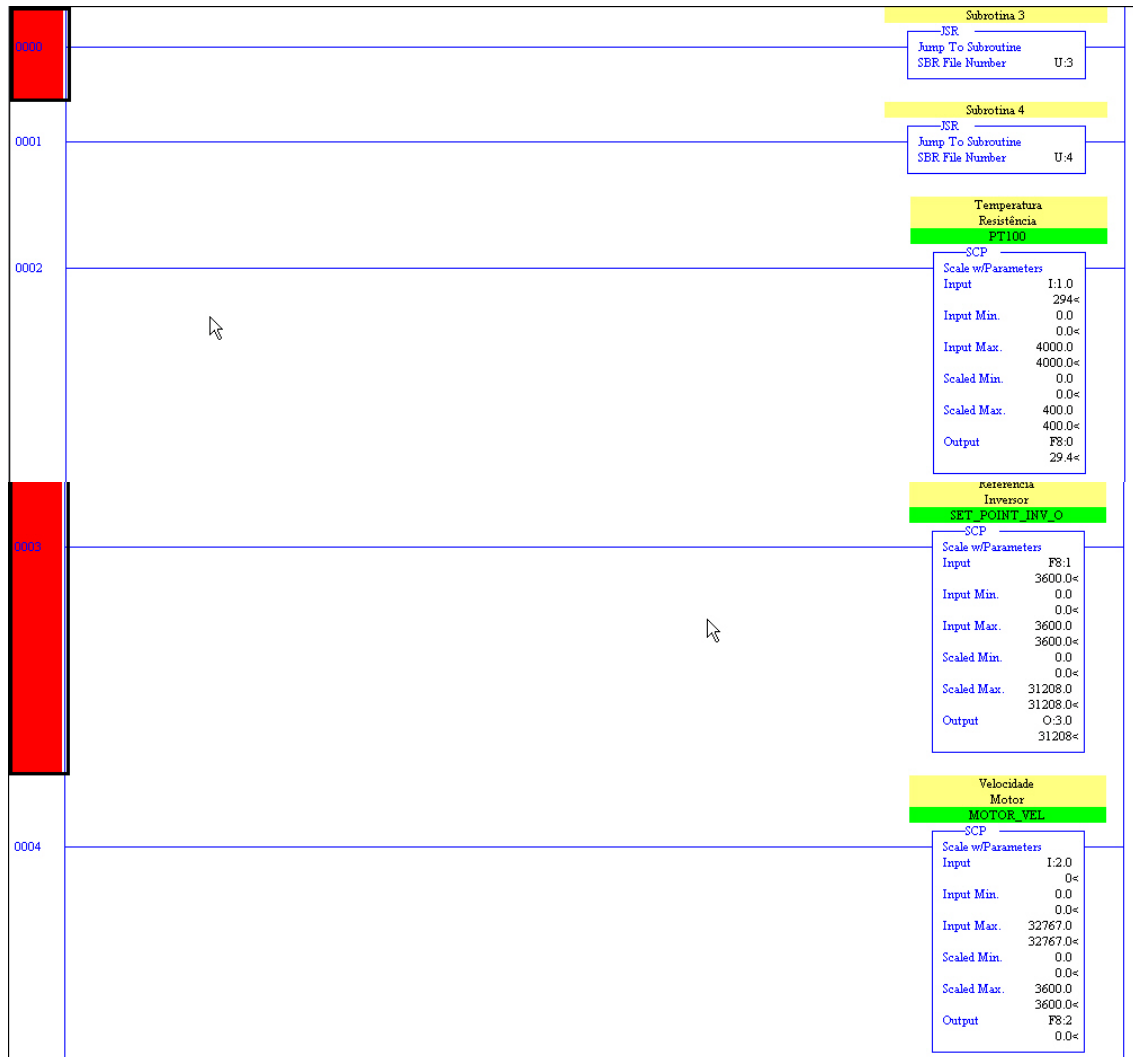 Subrotina 3
JSR
0000
Jump To Subroutine
SBR File Number U:3
Subrotina 4
JSR
0001
Jump To Subroutine
SBR File Number U:4
Temperatura
Resistência
PT100
SCP
0002
Scale w/Parameters
Input I:1.0
294<
Input Min. 0.0
0.0<
Input Max. 4000.0
4000.0<
Scaled Min. 0.0
0.0<
Scaled Max. 400.0
400.0<
Output F8:0
29.4<
Referência
Inversor
SET_POINT_INV_O
SCP
0003
Scale w/Parameters
Input F8:1
3600.0<
Input Min. 0.0
0.0<
Input Max. 3600.0
3600.0<
Scaled Min. 0.0
0.0<
Scaled Max. 31208.0
31208.0<
Output O:3.0
31208<
Velocidade
Motor
MOTOR_VEL
SCP
0004
Scale w/Parameters
Input I:2.0
0<
Input Min. 0.0
0.0<
Input Max. 32767.0
32767.0<
Scaled Min. 0.0
0.0<
Scaled Max. 3600.0
3600.0<
Output F8:2
0.0<